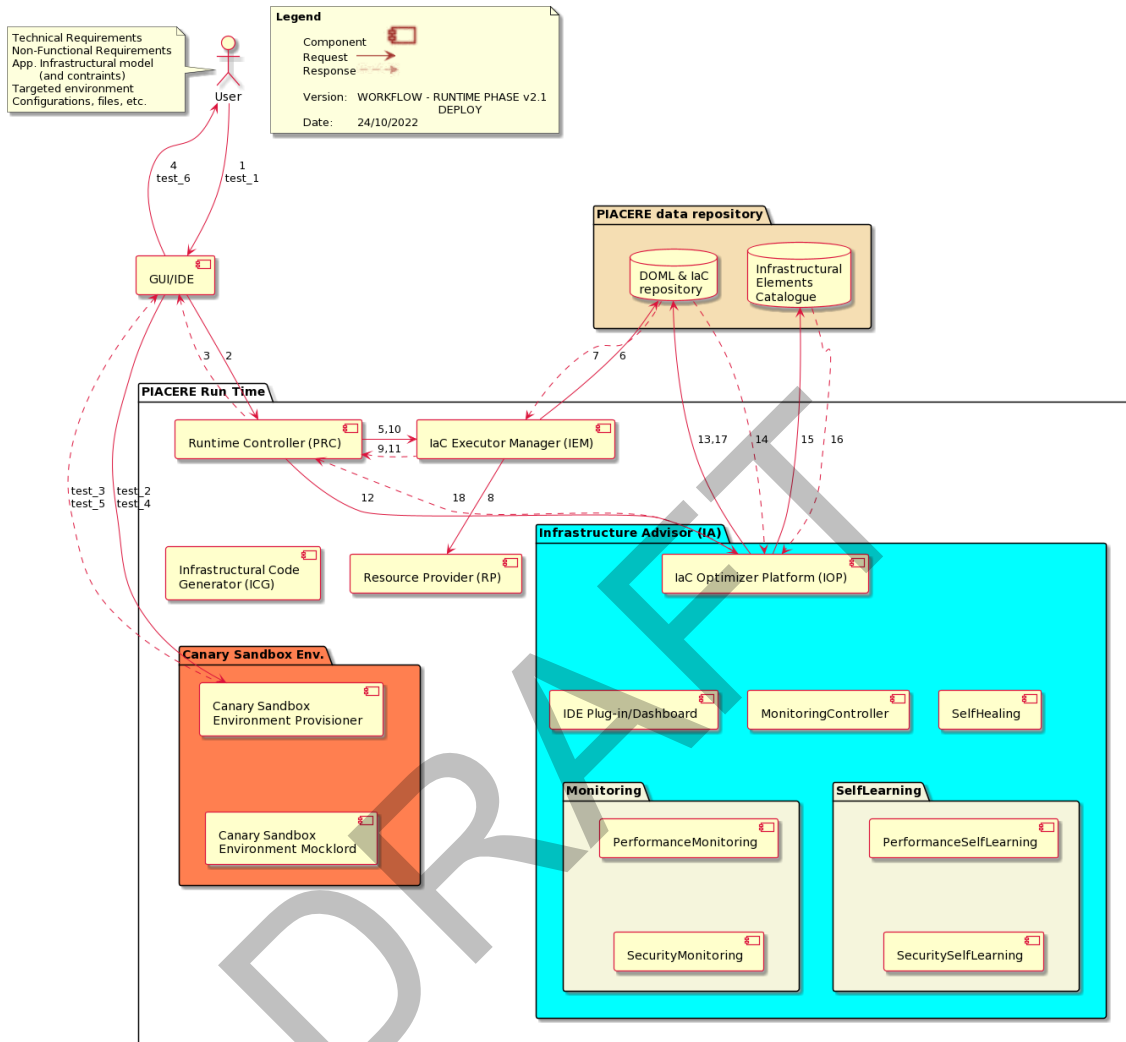 Technical Requirements
Non-Functional Requirements
App. Infrastructural model
(and contraints)
Targeted environment
Configurations, files, etc.
User
Legend
Component
Request
Response
Version: WORKFLOW - RUNTIME PHASE v2.1
DEPLOY
Date: 24/10/2022
4
test_6
1
test_1
GUI/IDE
PIACERE data repository
DOML & IaC
repository
Infrastructural
Elements
Catalogue
3
2
7
6
PIACERE Run Time
Runtime Controller (PRC)
5,10
9,11
IaC Executor Manager (IEM)
13,17
14
15
16
test_3
test_5
test_2
test_4
12
18
8
Infrastructure Advisor (IA)
Infrastructural Code
Generator (ICG)
Resource Provider (RP)
IaC Optimizer Platform (IOP)
Canary Sandbox Env.
Canary Sandbox
Environment Provisioner
IDE Plug-in/Dashboard
MonitoringController
SelfHealing
Canary Sandbox
Environment Mocklord
Monitoring
PerformanceMonitoring
SecurityMonitoring
SelfLearning
PerformanceSelfLearning
SecuritySelfLearning
DRAFT